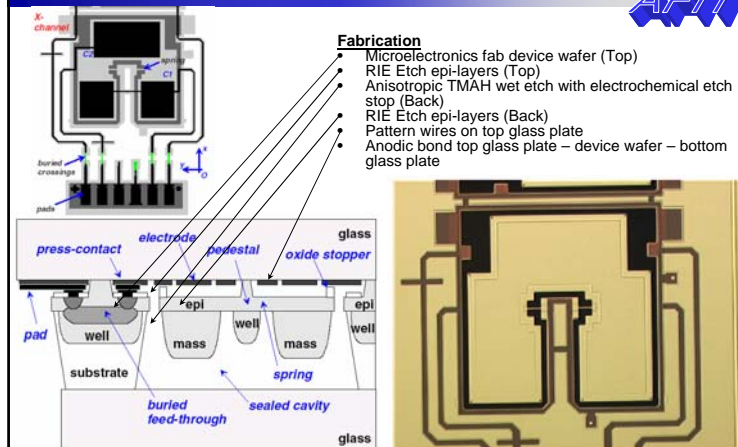 AFIT
Fabrication
• Microelectronics fab device wafer (Top)
• RIE Etch epi-layers (Top)
• Anisotropic TMAH wet etch with electrochemical etch
stop (Back)
• RIE Etch epi-layers (Back)
• Pattern wires on top glass plate
• Anodic bond top glass plate – device wafer – bottom
glass plate
X-
channel
C2
spring
C1
buried
crossings
x
Y
O
pads
glass
press-contact
electrode
pedestal
oxide stopper
epi
epi
pad
well
well
well
mass
mass
substrate
spring
buried
feed-through
sealed cavity
glass